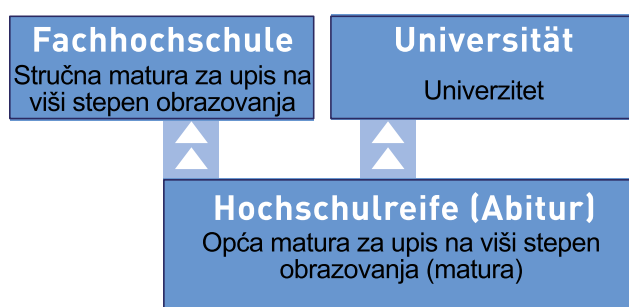 Fachhochschule
Stručna matura za upis na
viši stepen obrazovanja
Universität
Univerzitet
Hochschulreife (Abitur)
Opća matura za upis na viši stepen
obrazovanja (matura)